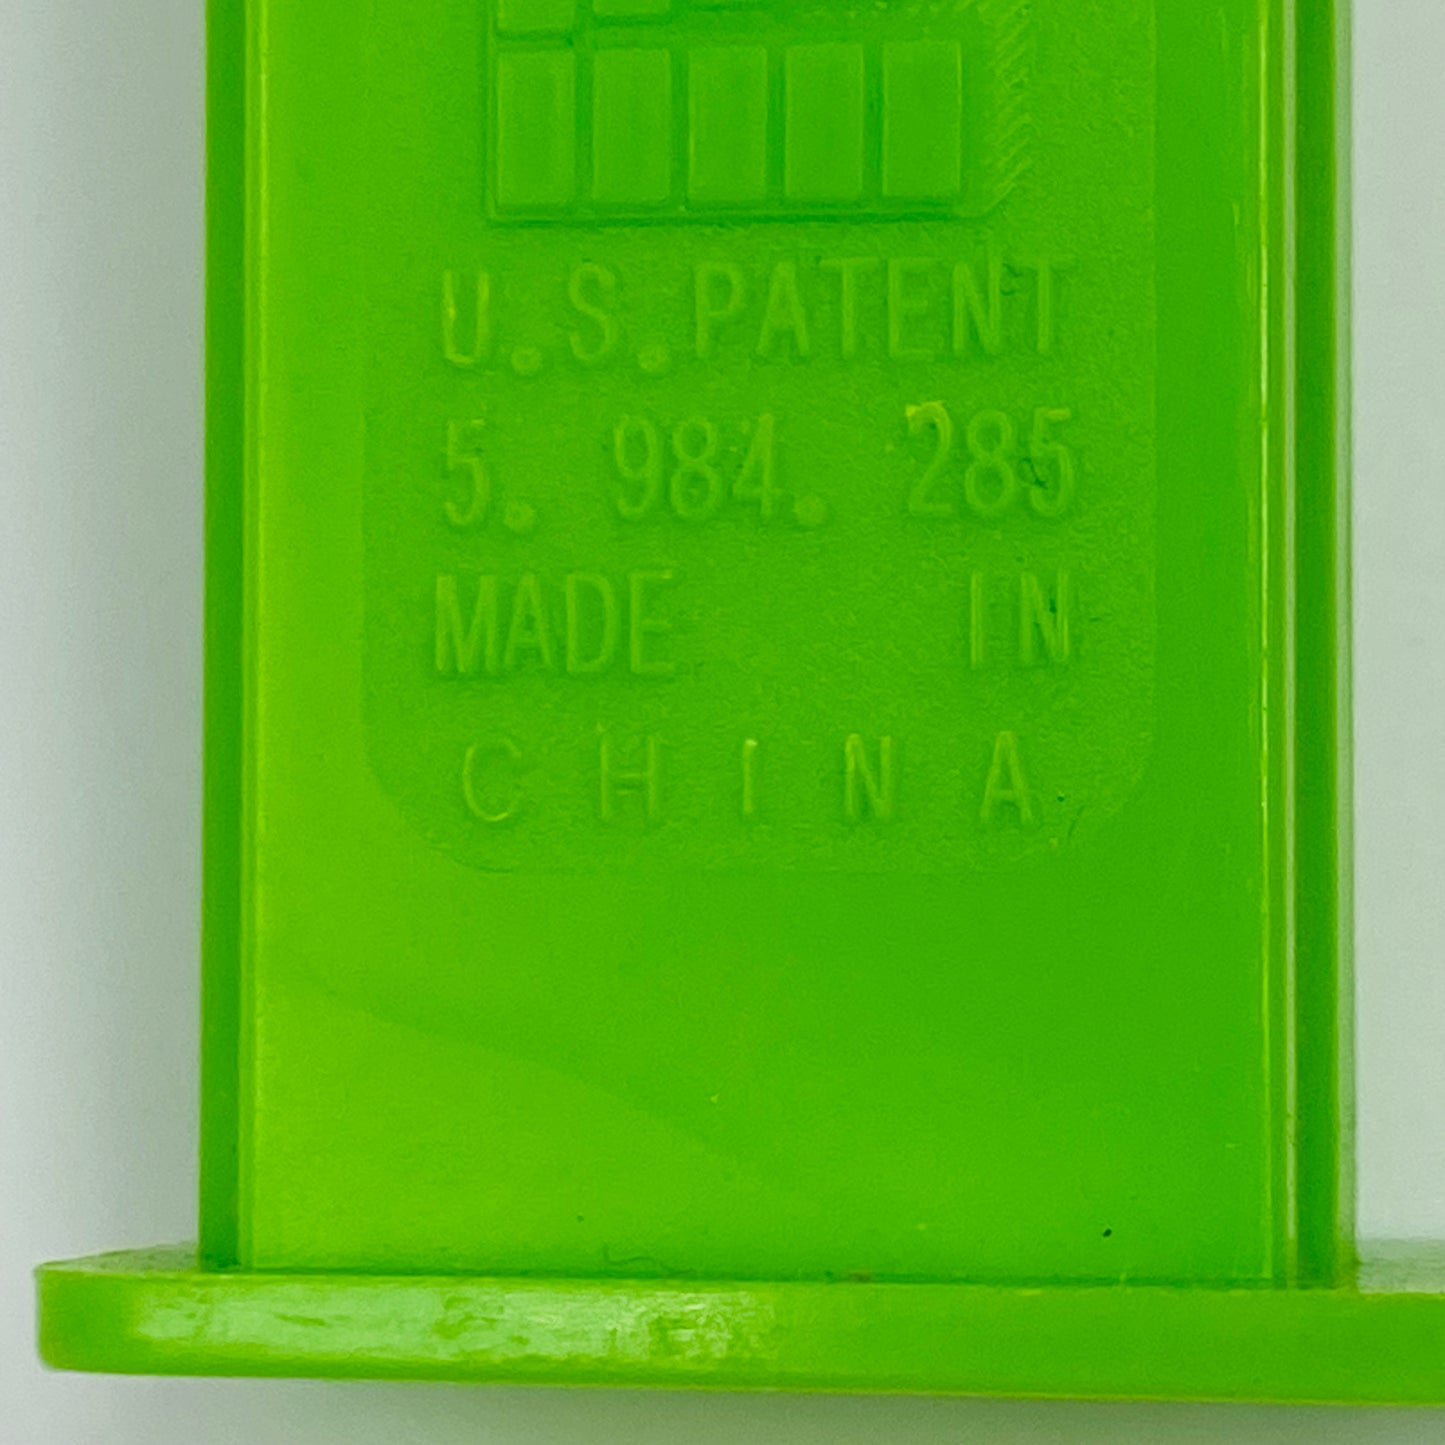 U.S.PATENT
5. 984. 285
MADE IN
CHINA